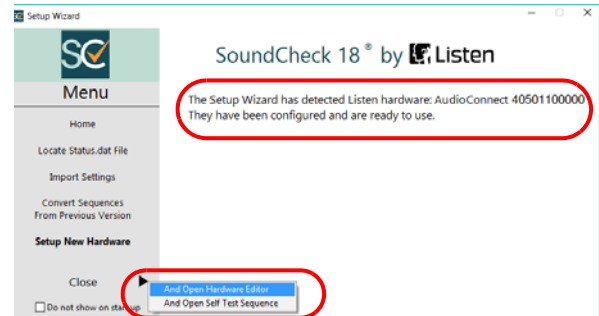 SC Setup Wizard
SC
SoundCheck 18® by Listen
Menu
The Setup Wizard has detected Listen hardware: AudioConnect 40501100000
They have been configured and are ready to use.
Home
Locate Status.dat File
Import Settings
Convert Sequences
From Previous Version
Setup New Hardware
Close
And Open Hardware Editor
And Open Self Test Sequence
Do not show on startup